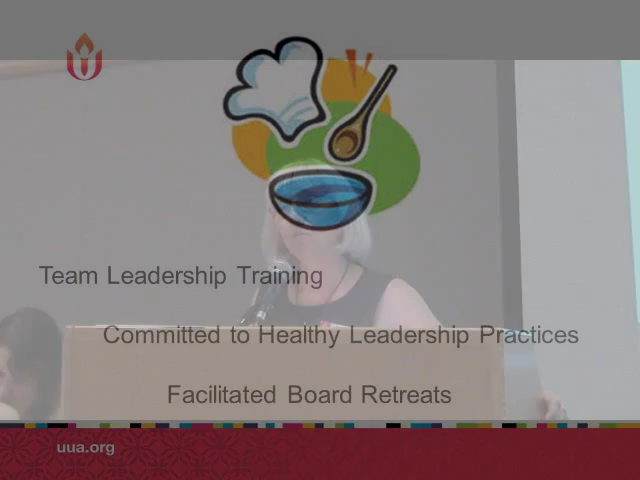 Team Leadership Training
Committed to Healthy Leadership Practices
Facilitated Board Retreats
uua.org